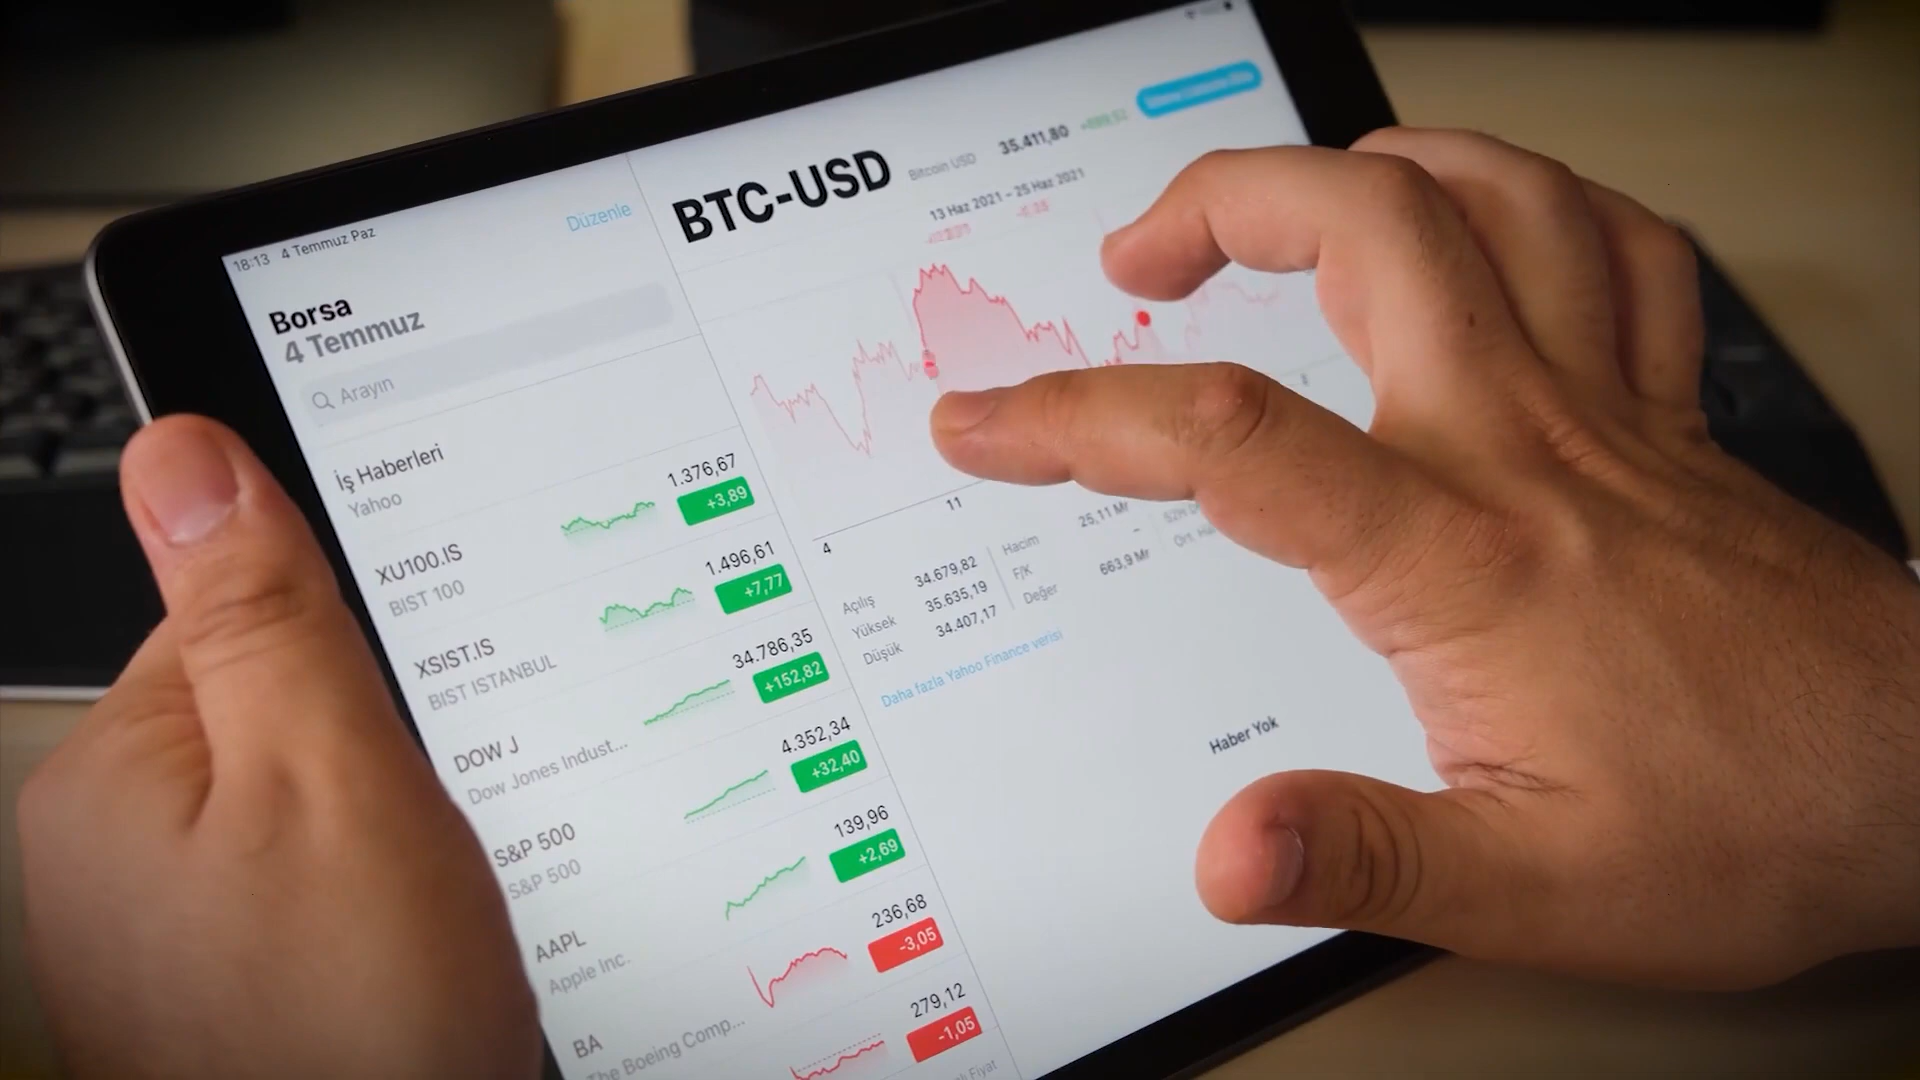 18:13 4 Temmuz Paz
Düzenle
Borsa
4 Temmuz
Arayın
İş Haberleri
Yahoo
XU100.IS
BIST 100
1.376,67
+3,89
XSIST.IS
BIST ISTANBUL
1.496,61
+7,77
DOW J
Dow Jones Indust...
34.786,35
+152,82
S&P 500
S&P 500
4.352,34
+32,40
AAPL
Apple Inc.
139,96
+2,69
BA
The Boeing Comp...
236,68
-3,05
279,12
-1,05
BTC-USD
Bitcoin USD
35.411,80
13 Haz 2021 – 25 Haz 2021
4
11
Açılış 34.679,82
Yüksek 35.635,19
Düşük 34.407,17
Hacim 25,11 Mr
F/K –
Değer 663,9 Mr
Daha fazla Yahoo Finance verisi
Haber Yok
Fiyat